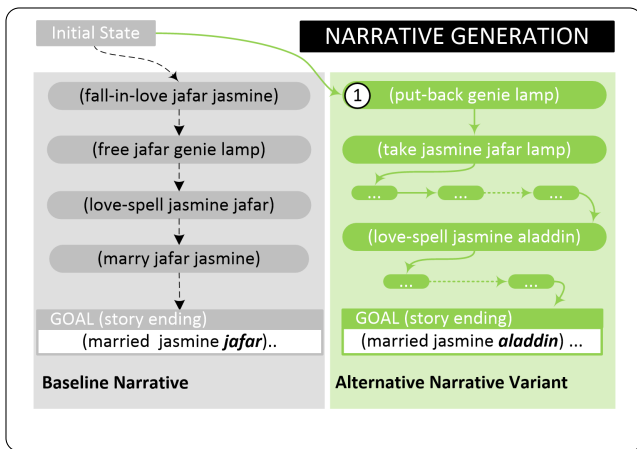 Initial State
NARRATIVE GENERATION
(fall-in-love jafar jasmine)
(free jafar genie lamp)
(love-spell jasmine jafar)
(marry jafar jasmine)
GOAL (story ending)
(married jasmine jafar)..
Baseline Narrative
1
(put-back genie lamp)
(take jasmine jafar lamp)
... ... ...
(love-spell jasmine aladdin)
... ...
GOAL (story ending)
(married jasmine aladdin) ...
Alternative Narrative Variant